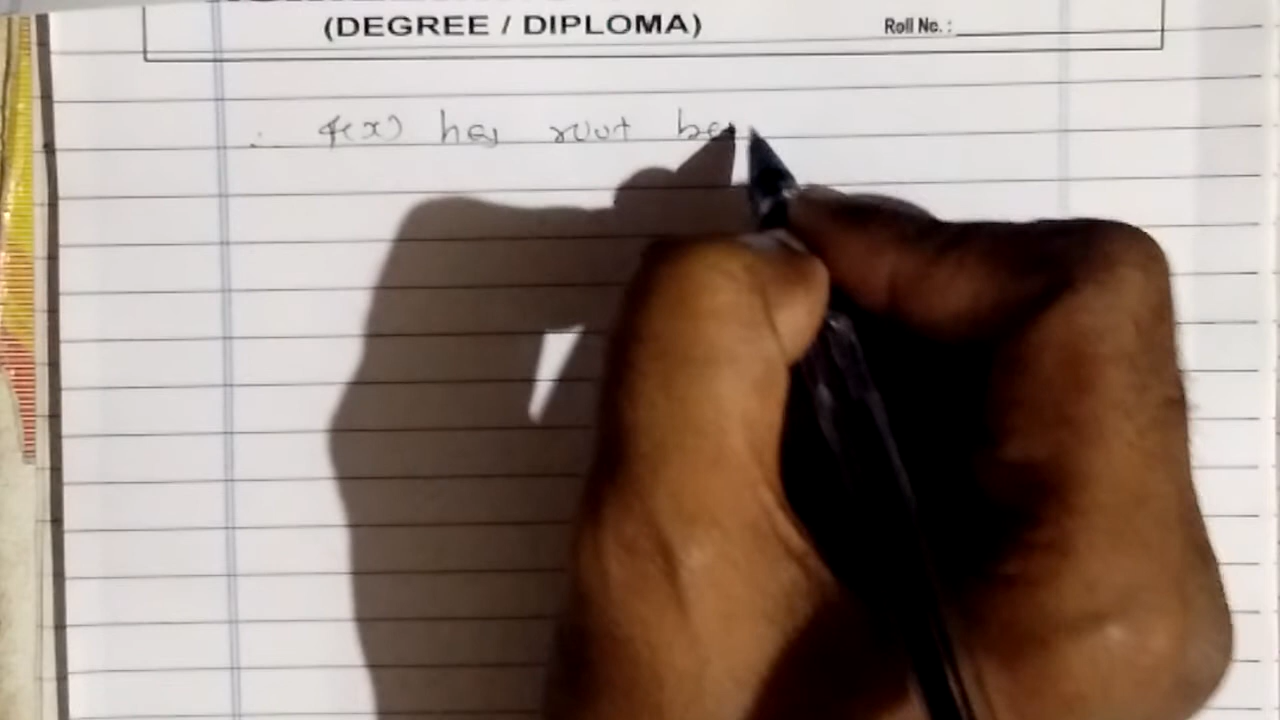 (DEGREE / DIPLOMA)
Roll No. :
∴ f(x) has root be